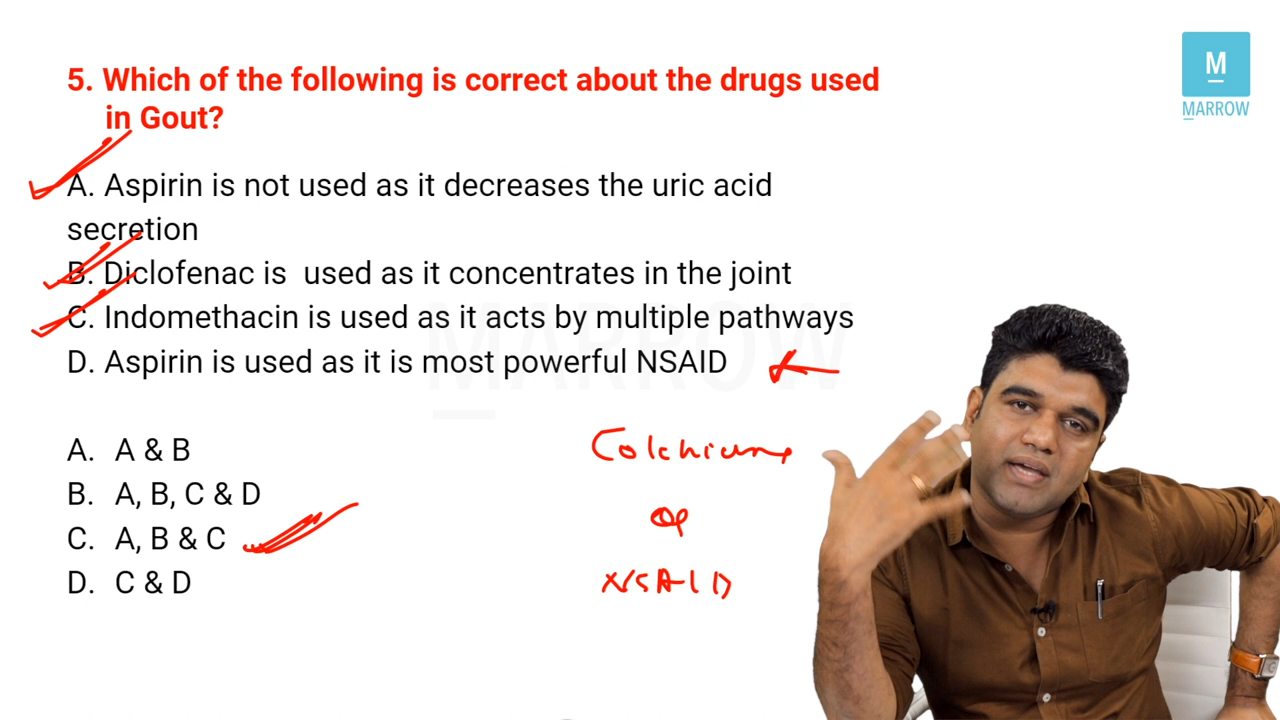 M
MARROW
5. Which of the following is correct about the drugs used
in Gout?
A. Aspirin is not used as it decreases the uric acid
secretion
B. Diclofenac is  used as it concentrates in the joint
C. Indomethacin is used as it acts by multiple pathways
D. Aspirin is used as it is most powerful NSAID
MARROW
A. A & B
B. A, B, C & D
C. A, B & C
D. C & D
Colchicine
or
NSAID